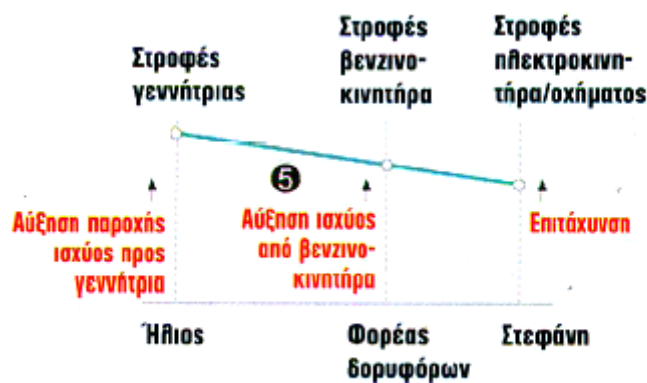 Στροφές
γεννήτριας
Στροφές
βενζινο-
κινητήρα
Στροφές
ηλεκτροκινη-
τήρα/οχήματος
5
Αύξηση παροχής
ισχύος προς
γεννήτρια
Αύξηση ισχύος
από βενζινο-
κινητήρα
Επιτάχυνση
Ήλιος
Φορέας
δορυφόρων
Στεφάνη